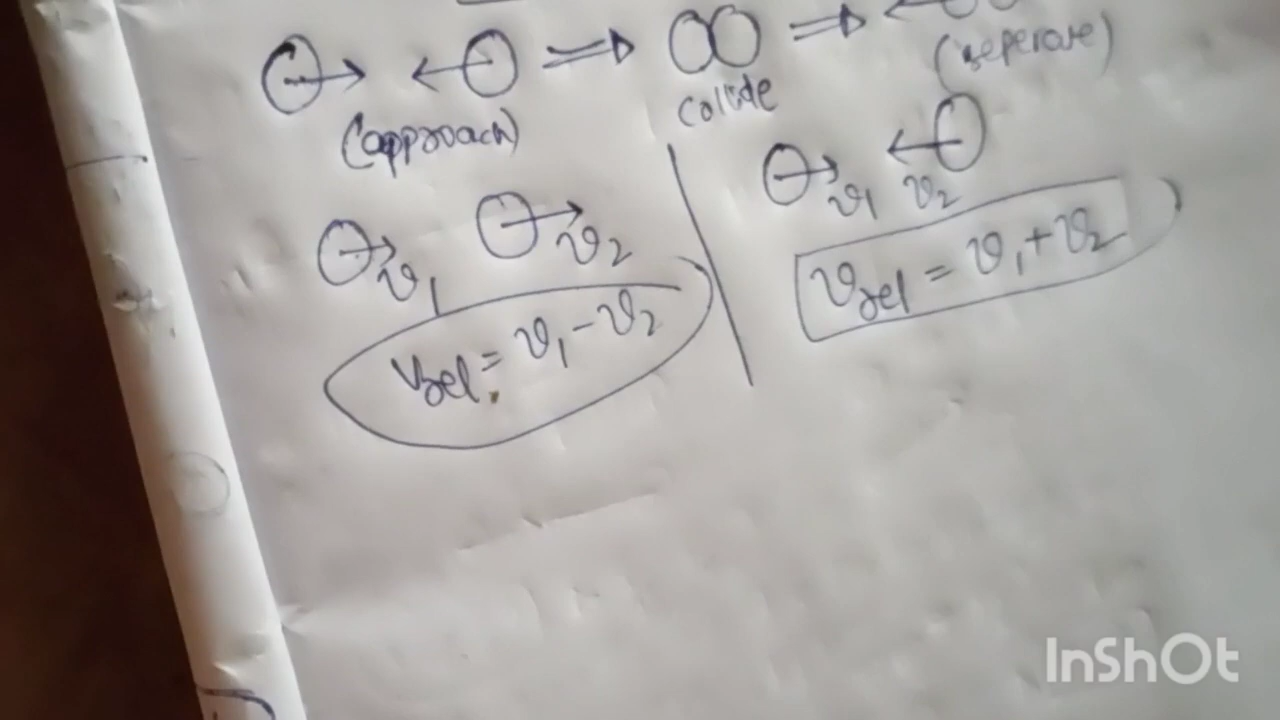 (approach)
collide
(seperate)
v1
v2
v1 v2
vrel = v1 - v2
vrel = v1 + v2
InShOt